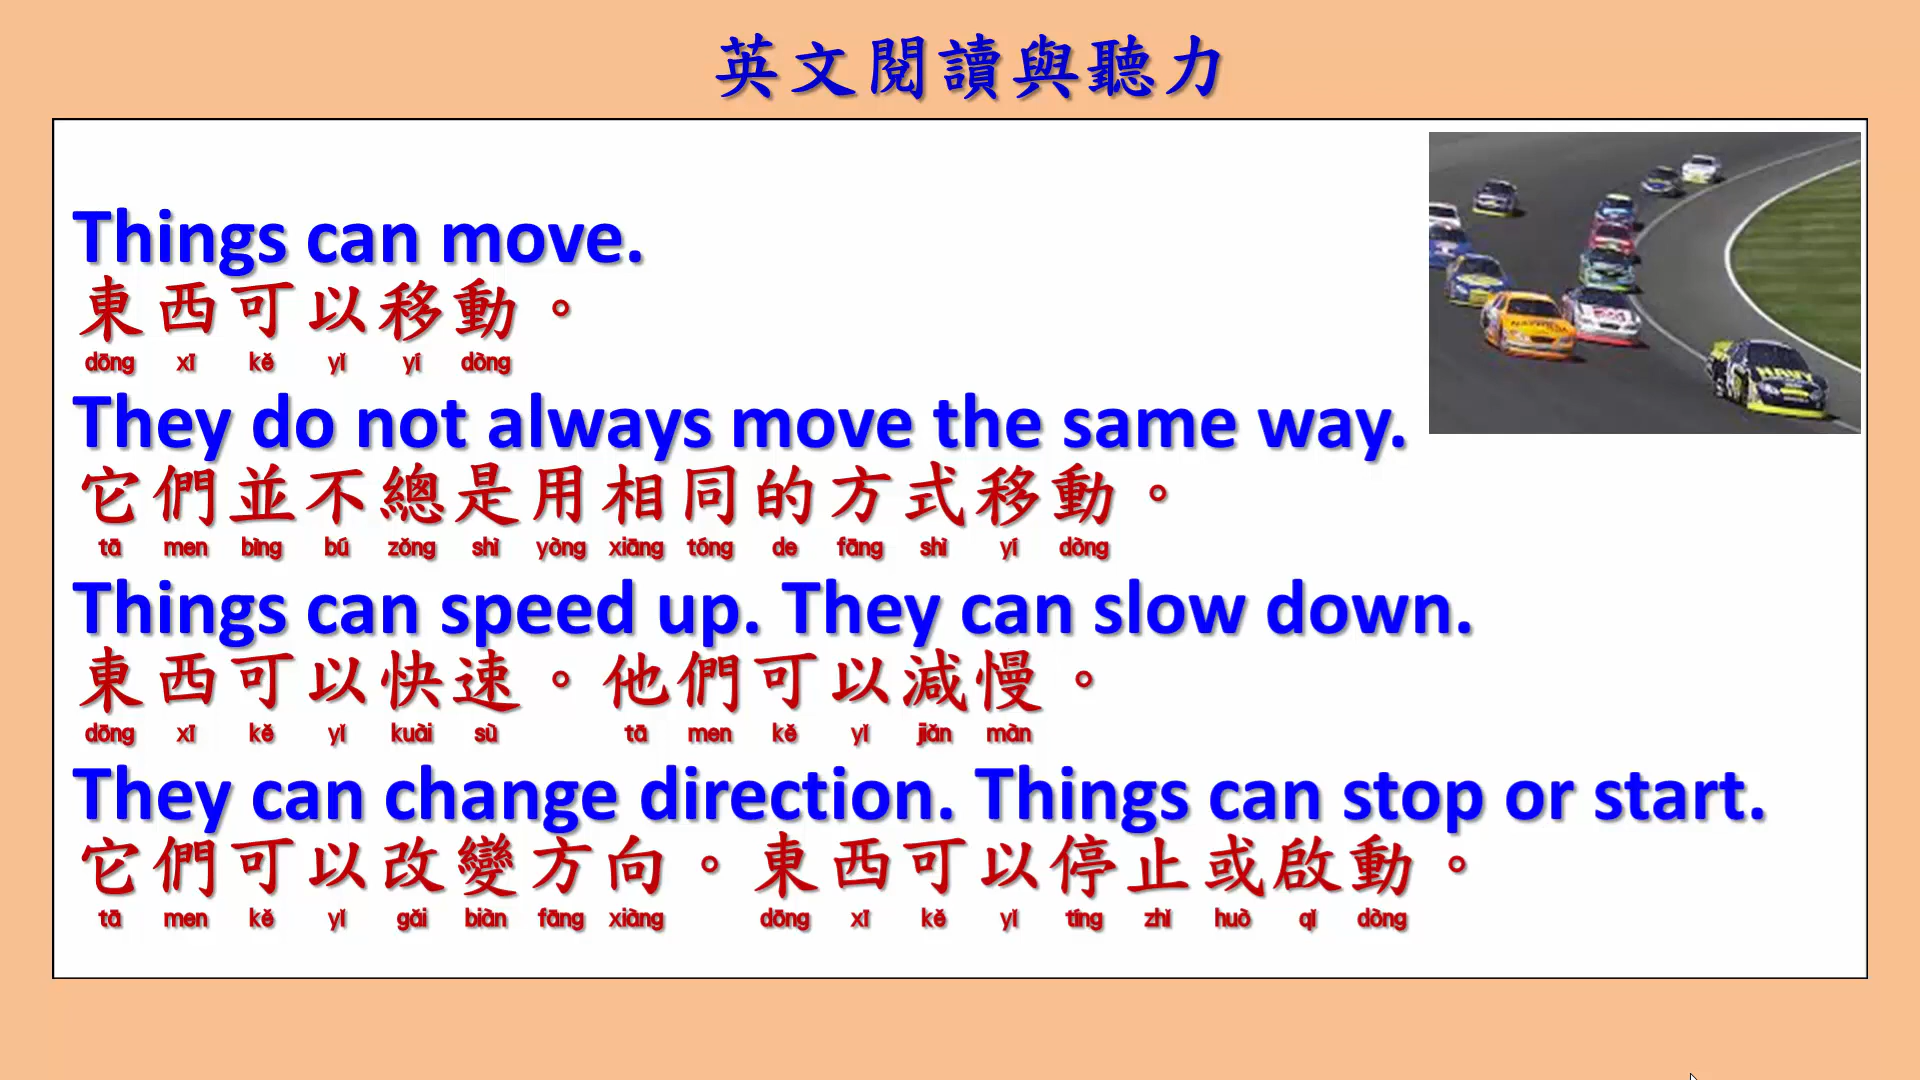 英文閱讀與聽力
Things can move.
東西可以移動。
dōng xī kě yǐ yí dòng
They do not always move the same way.
它們並不總是用相同的方式移動。
tā men bìng bú zǒng shì yòng xiāng tóng de fāng shì yí dòng
Things can speed up. They can slow down.
東西可以快速。他們可以減慢。
dōng xī kě yǐ kuài sù tā men kě yǐ jiǎn màn
They can change direction. Things can stop or start.
它們可以改變方向。東西可以停止或啟動。
tā men kě yǐ gǎi biàn fāng xiàng dōng xī kě yǐ tíng zhǐ huò qǐ dòng
NAVY